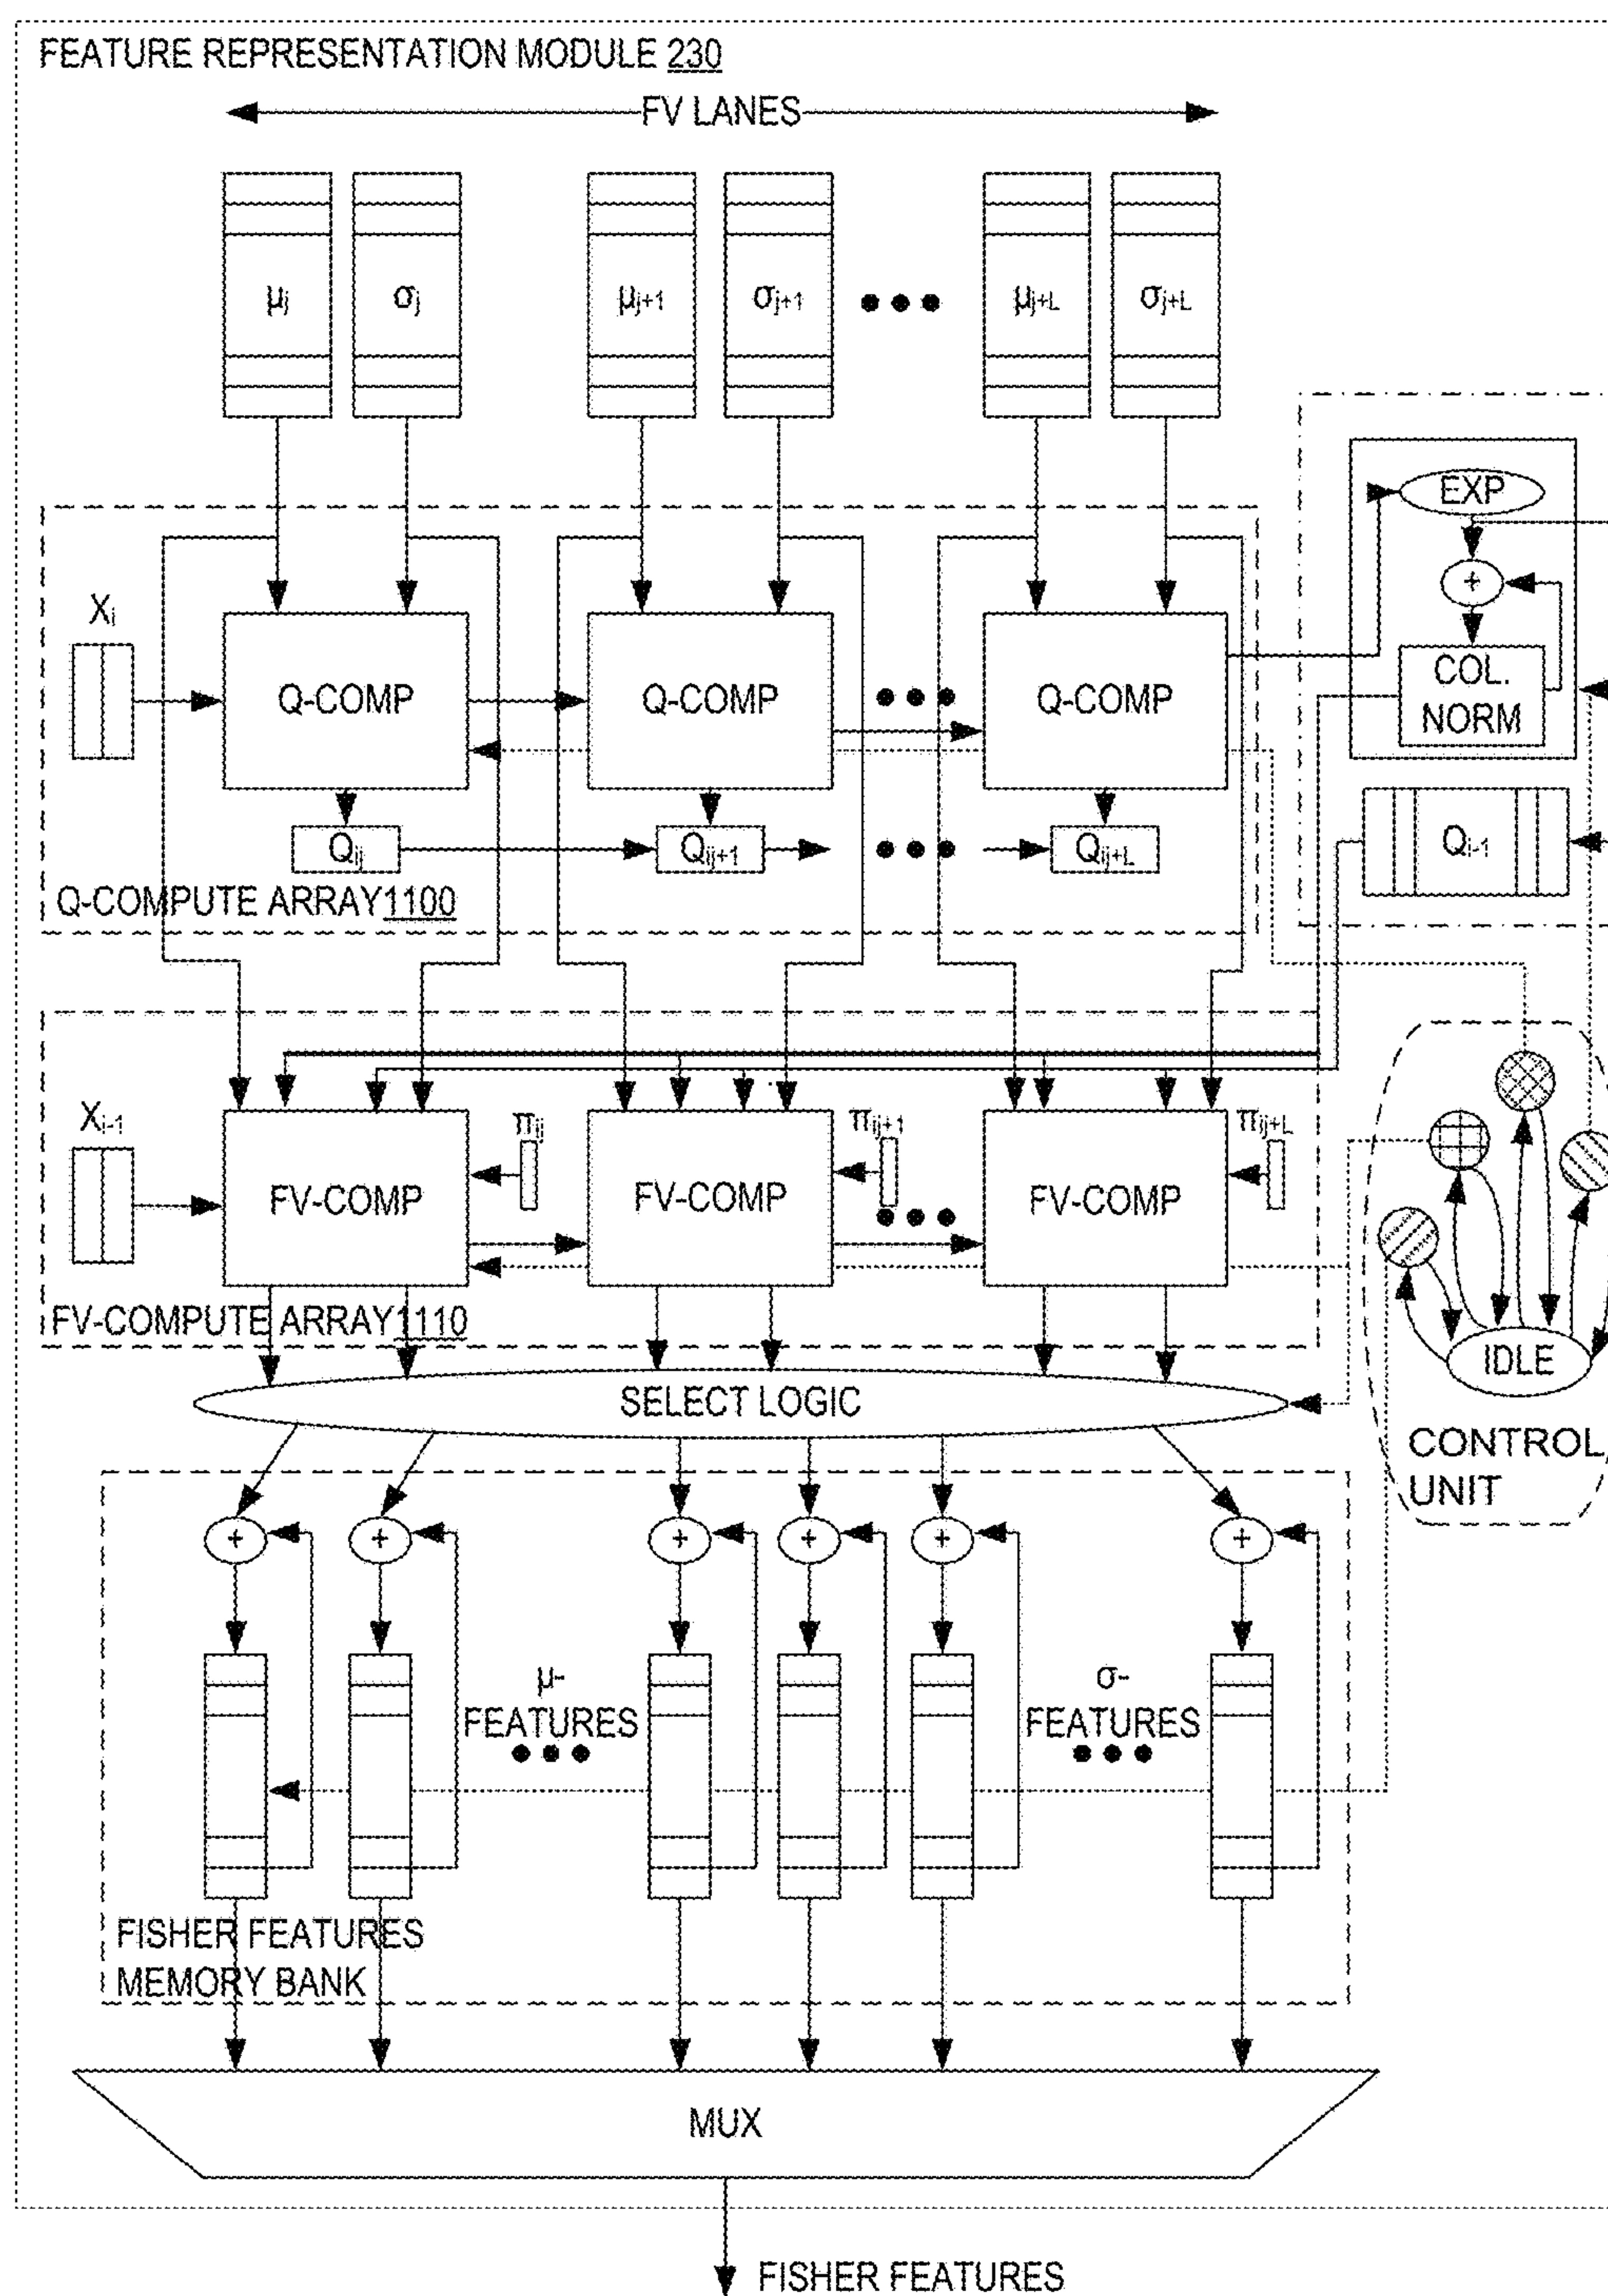 FEATURE REPRESENTATION MODULE 230
FV LANES
μj σj μj+1 σj+1 μj+L σj+L
EXP
+
COL.
NORM
Xi
Q-COMP Q-COMP Q-COMP
Qij Qij+1 Qij+L
Qi-1
Q-COMPUTE ARRAY1100
Xi-1
πij πij+1 πij+L
FV-COMP FV-COMP FV-COMP
FV-COMPUTE ARRAY1110
IDLE
SELECT LOGIC
CONTROL
UNIT
+ + + + + +
μ-
FEATURES
σ-
FEATURES
FISHER FEATURES
MEMORY BANK
MUX
FISHER FEATURES